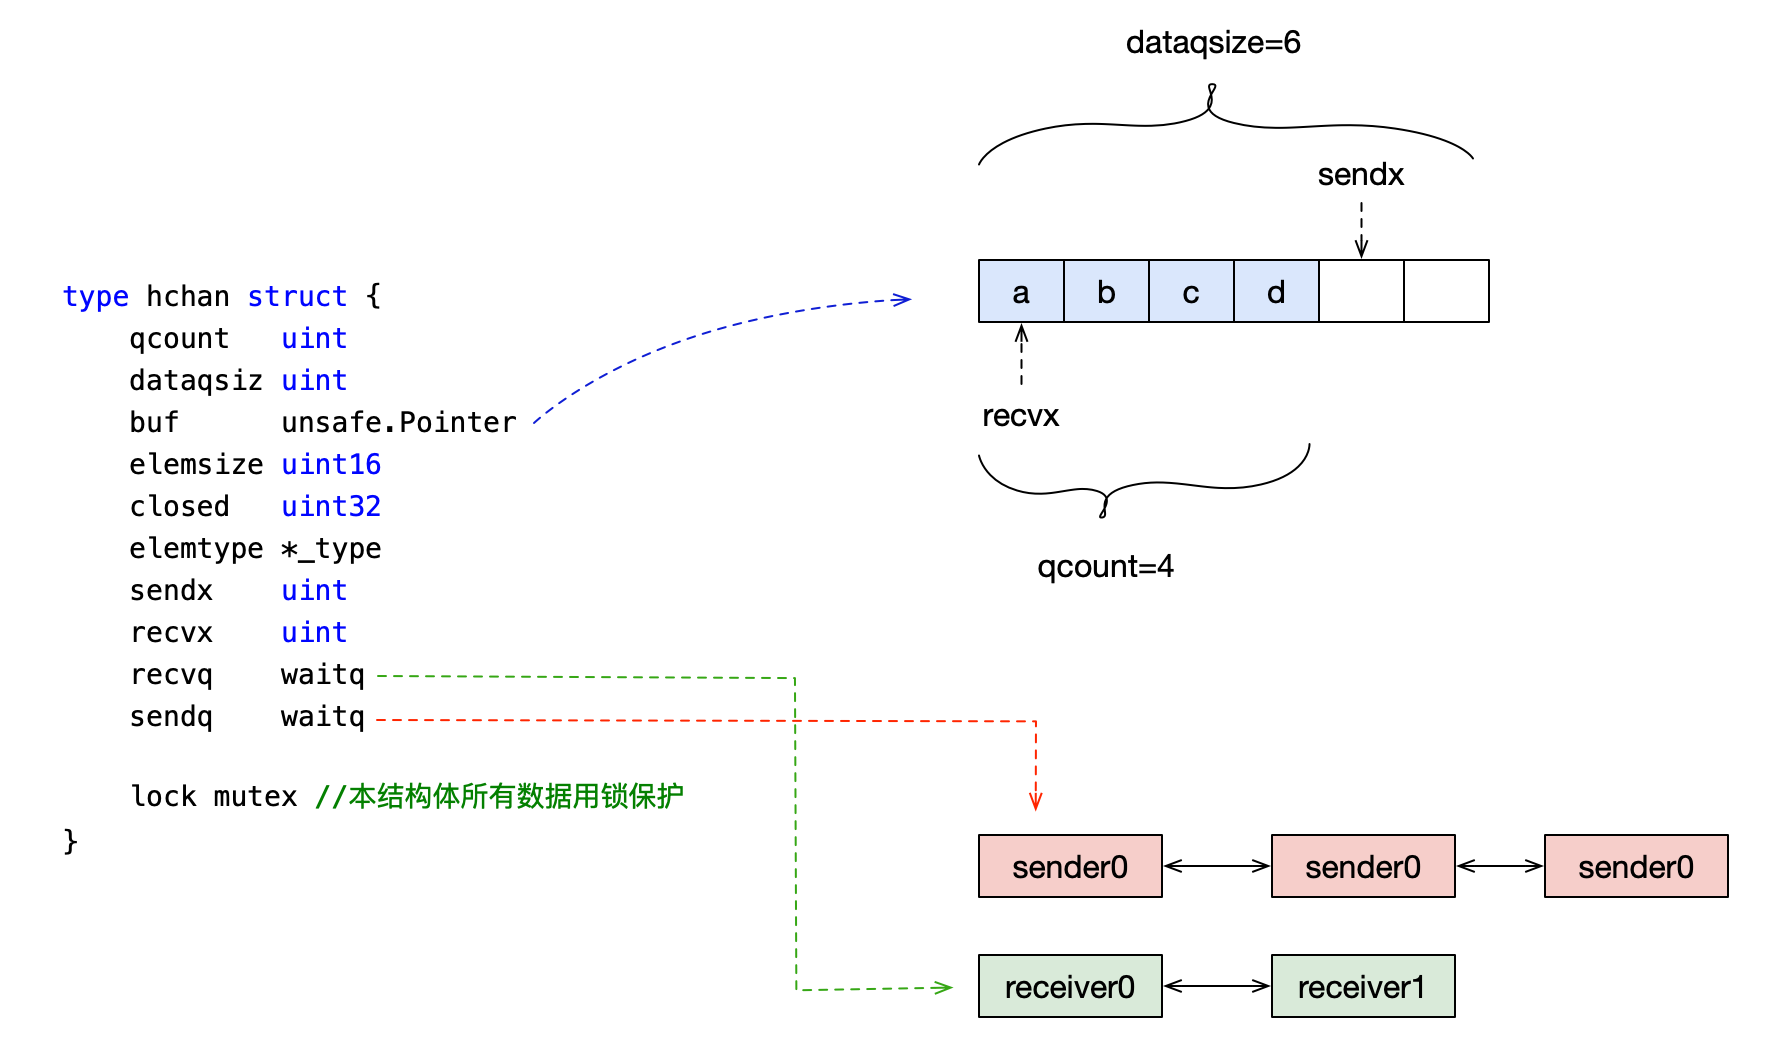 dataqsize=6
sendx
a b c d
recvx
qcount=4
type hchan struct {
qcount uint
dataqsiz uint
buf unsafe.Pointer
elemsize uint16
closed uint32
elemtype *_type
sendx uint
recvx uint
recvq waitq
sendq waitq
lock mutex //本结构体所有数据用锁保护
}
sender0 sender0 sender0
receiver0 receiver1